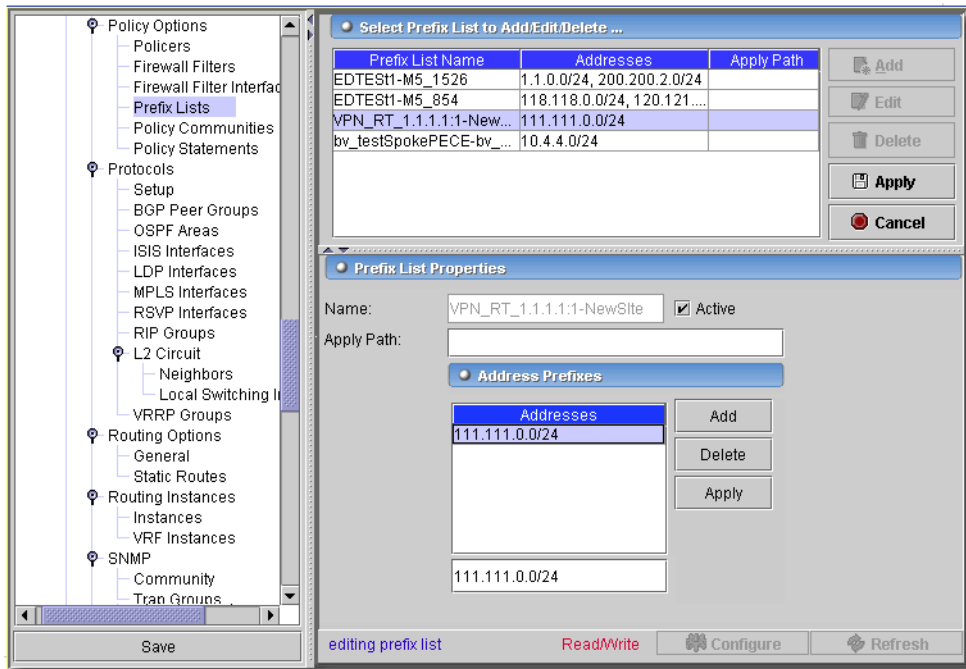 Policy Options
Policers
Firewall Filters
Firewall Filter Interfac
Prefix Lists
Policy Communities
Policy Statements
Protocols
Setup
BGP Peer Groups
OSPF Areas
ISIS Interfaces
LDP Interfaces
MPLS Interfaces
RSVP Interfaces
RIP Groups
L2 Circuit
Neighbors
Local Switching I
VRRP Groups
Routing Options
General
Static Routes
Routing Instances
Instances
VRF Instances
SNMP
Community
Trap Groups
Save
Select Prefix List to Add/Edit/Delete ...
Prefix List Name Addresses Apply Path
EDTESt1-M5_1526 1.1.0.0/24, 200.200.2.0/24
EDTESt1-M5_854 118.118.0.0/24, 120.121....
VPN_RT_1.1.1.1:1-New... 111.111.0.0/24
bv_testSpokePECE-bv_... 10.4.4.0/24
Add
Edit
Delete
Apply
Cancel
Prefix List Properties
Name: VPN_RT_1.1.1.1:1-NewSIte Active
Apply Path:
Address Prefixes
Addresses
111.111.0.0/24
Add
Delete
Apply
111.111.0.0/24
editing prefix list Read/Write Configure Refresh